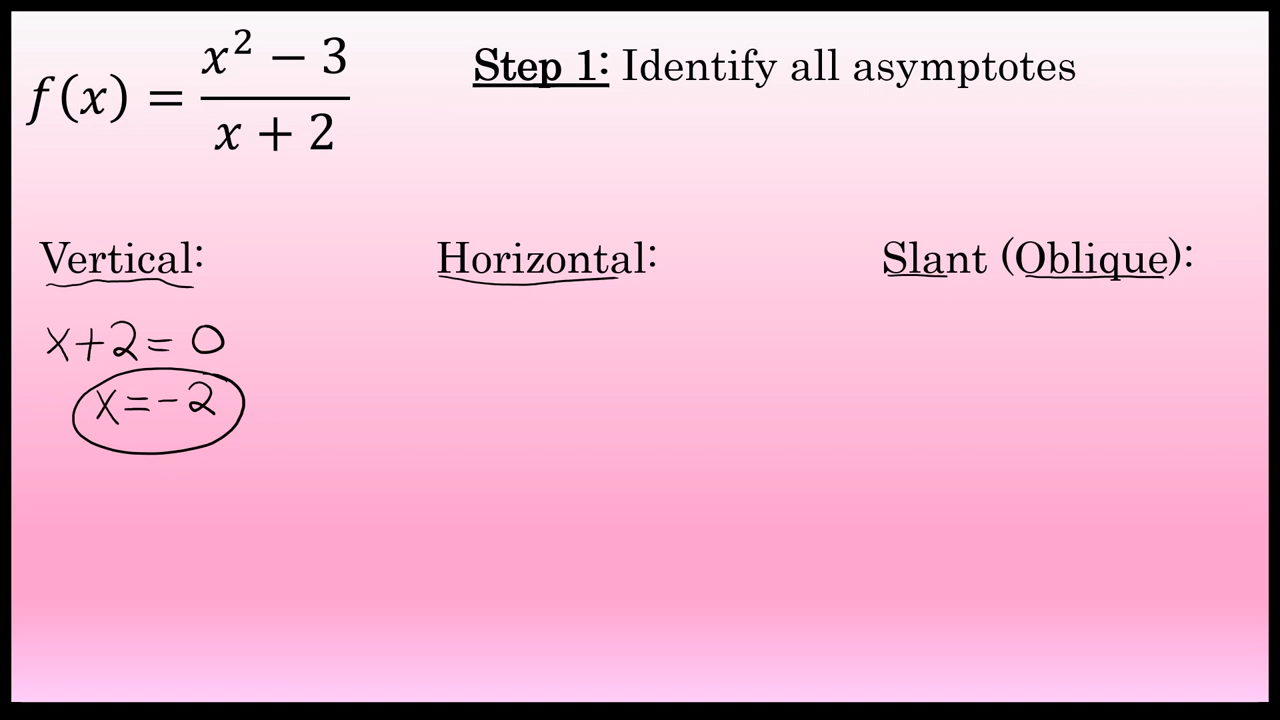 f(x) = (x² − 3)/(x + 2)
Step 1: Identify all asymptotes
Vertical:
Horizontal:
Slant (Oblique):
x+2=0
x=-2